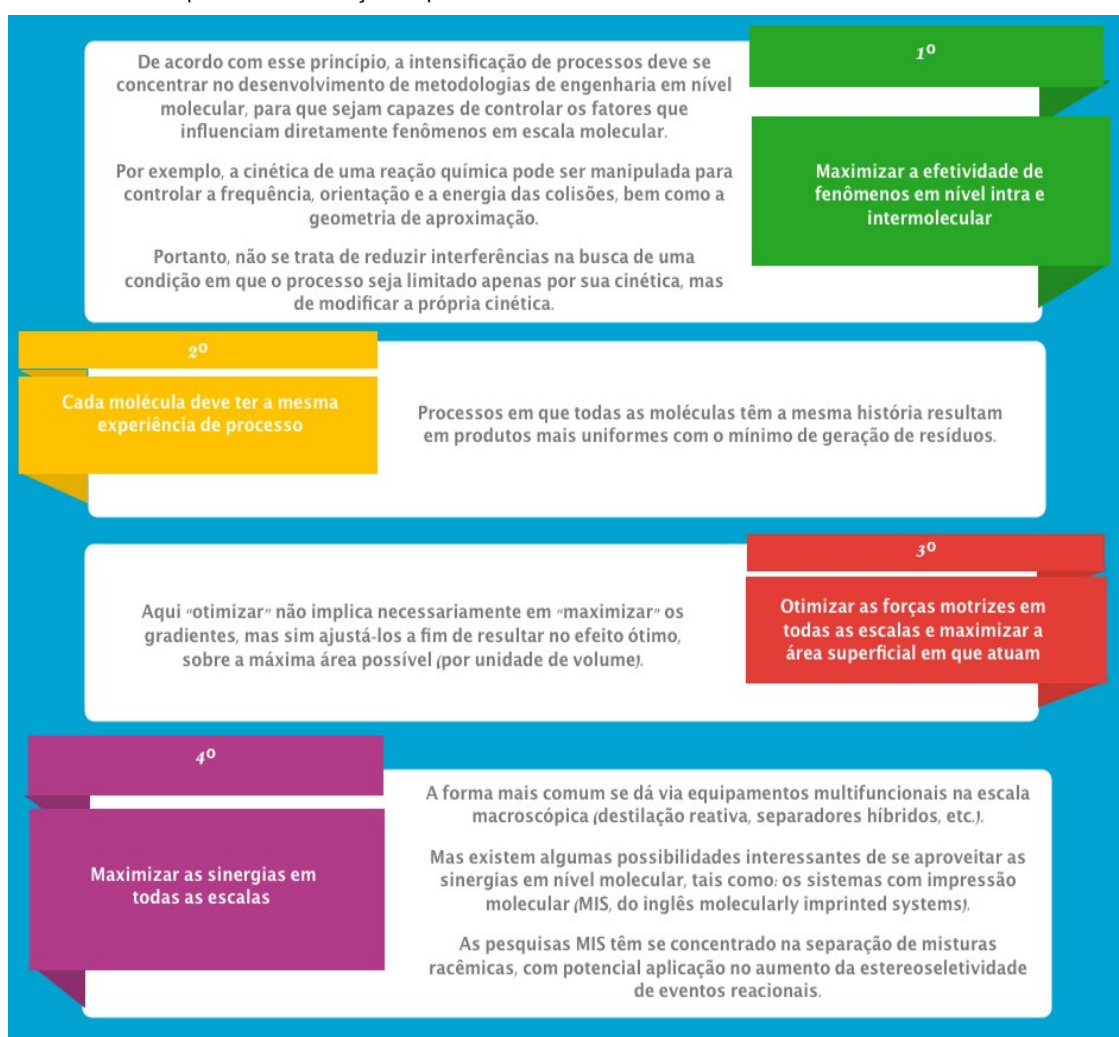 De acordo com esse princípio, a intensificação de processos deve se
concentrar no desenvolvimento de metodologias de engenharia em nível
molecular, para que sejam capazes de controlar os fatores que
influenciam diretamente fenômenos em escala molecular.
Por exemplo, a cinética de uma reação química pode ser manipulada para
controlar a frequência, orientação e a energia das colisões, bem como a
geometria de aproximação.
Portanto, não se trata de reduzir interferências na busca de uma
condição em que o processo seja limitado apenas por sua cinética, mas
de modificar a própria cinética.
1º
Maximizar a efetividade de
fenômenos em nível intra e
intermolecular
2º
Cada molécula deve ter a mesma
experiência de processo
Processos em que todas as moléculas têm a mesma história resultam
em produtos mais uniformes com o mínimo de geração de resíduos.
3º
Otimizar as forças motrizes em
todas as escalas e maximizar a
área superficial em que atuam
Aqui "otimizar" não implica necessariamente em "maximizar" os
gradientes, mas sim ajustá-los a fim de resultar no efeito ótimo,
sobre a máxima área possível (por unidade de volume).
4º
Maximizar as sinergias em
todas as escalas
A forma mais comum se dá via equipamentos multifuncionais na escala
macroscópica (destilação reativa, separadores híbridos, etc.).
Mas existem algumas possibilidades interessantes de se aproveitar as
sinergias em nível molecular, tais como: os sistemas com impressão
molecular (MIS, do inglês molecularly imprinted systems).
As pesquisas MIS têm se concentrado na separação de misturas
racêmicas, com potencial aplicação no aumento da estereoseletividade
de eventos reacionais.